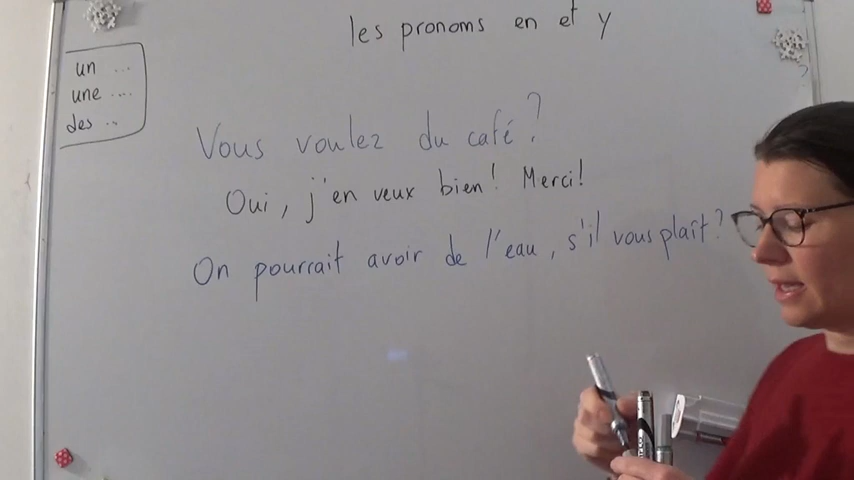 les pronoms en et y
un ...
une ....
des ..
Vous voulez du café ?
Oui, j'en veux bien! Merci!
On pourrait avoir de l'eau, s'il vous plaît?